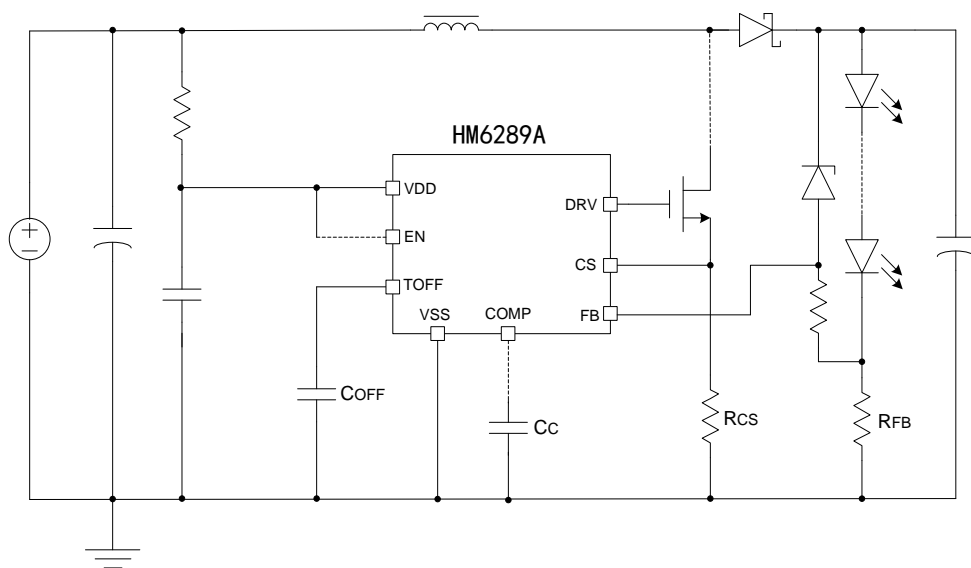 HM6289A
VDD
DRV
EN
CS
TOFF
FB
VSS
COMP
COFF
CC
RCS
RFB